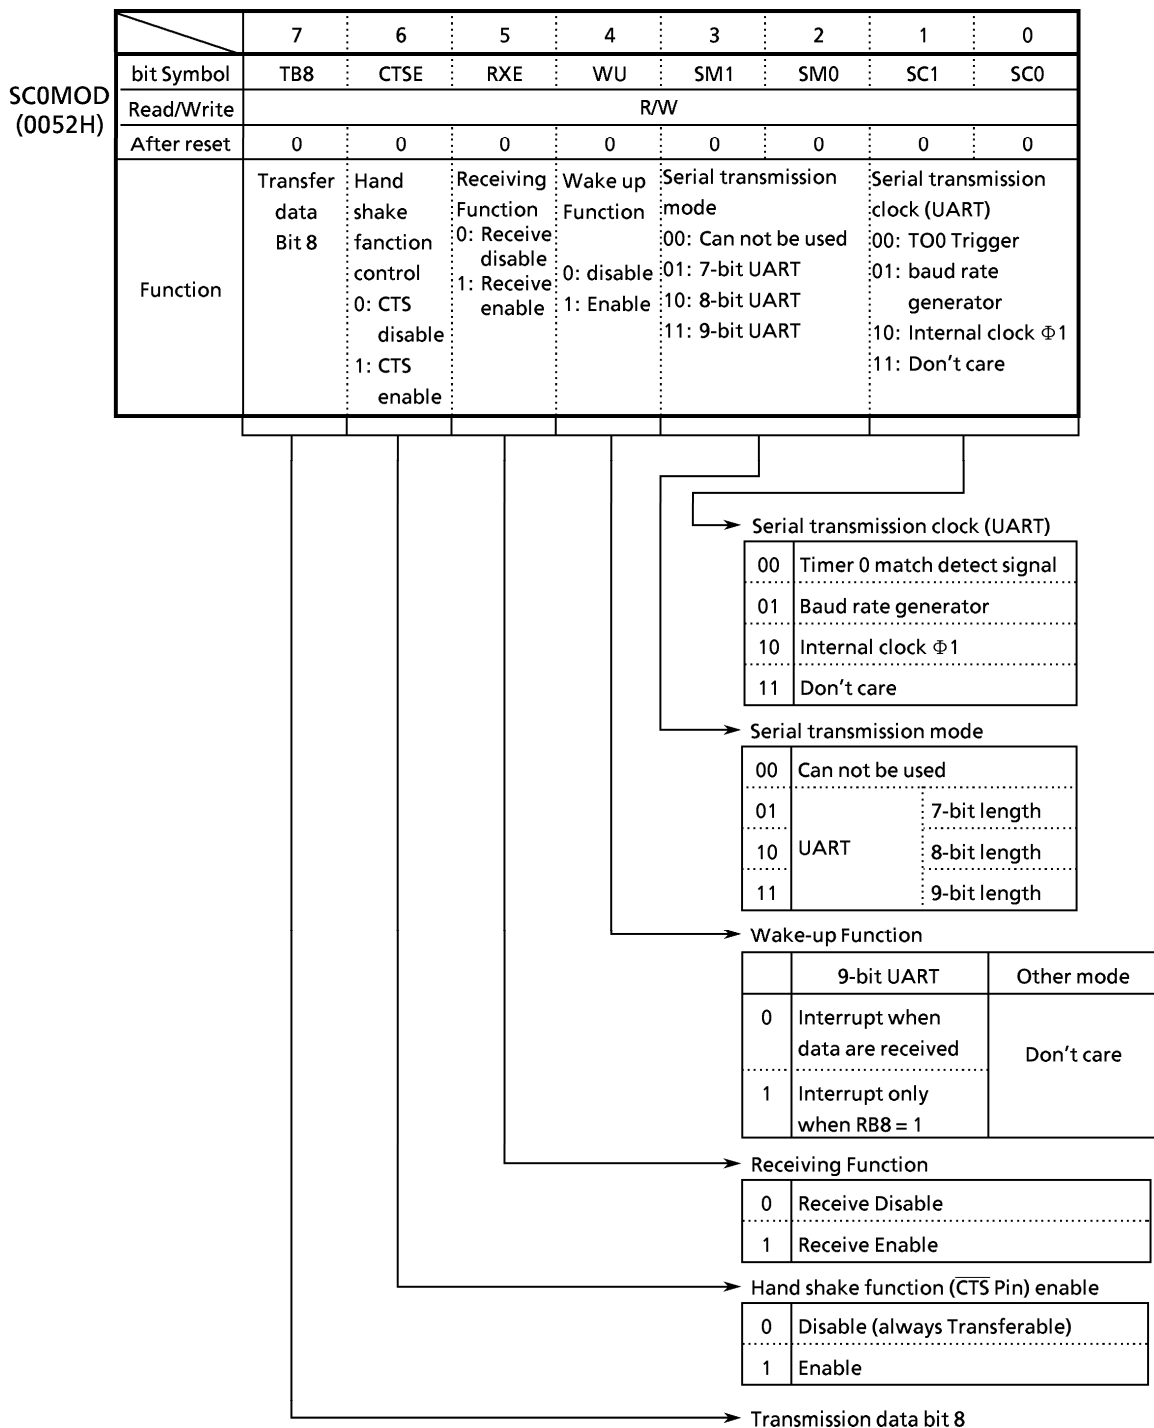 7 6 5 4 3 2 1 0
bit Symbol TB8 CTSE RXE WU SM1 SM0 SC1 SC0
SC0MOD
(0052H)
Read/Write R/W
After reset 0 0 0 0 0 0 0 0
Function
Transfer
data
Bit 8
Hand
shake
fanction
control
0: CTS
disable
1: CTS
enable
Receiving
Function
0: Receive
disable
1: Receive
enable
Wake up
Function
0: disable
1: Enable
Serial transmission
mode
00: Can not be used
01: 7-bit UART
10: 8-bit UART
11: 9-bit UART
Serial transmission
clock (UART)
00: TO0 Trigger
01: baud rate
generator
10: Internal clock Φ1
11: Don't care
Serial transmission clock (UART)
00 Timer 0 match detect signal
01 Baud rate generator
10 Internal clock Φ1
11 Don't care
Serial transmission mode
00 Can not be used
01 7-bit length
10 UART 8-bit length
11 9-bit length
Wake-up Function
9-bit UART Other mode
0 Interrupt when
data are received
Don't care
1 Interrupt only
when RB8 = 1
Receiving Function
0 Receive Disable
1 Receive Enable
Hand shake function (C̅T̅S̅ Pin) enable
0 Disable (always Transferable)
1 Enable
Transmission data bit 8